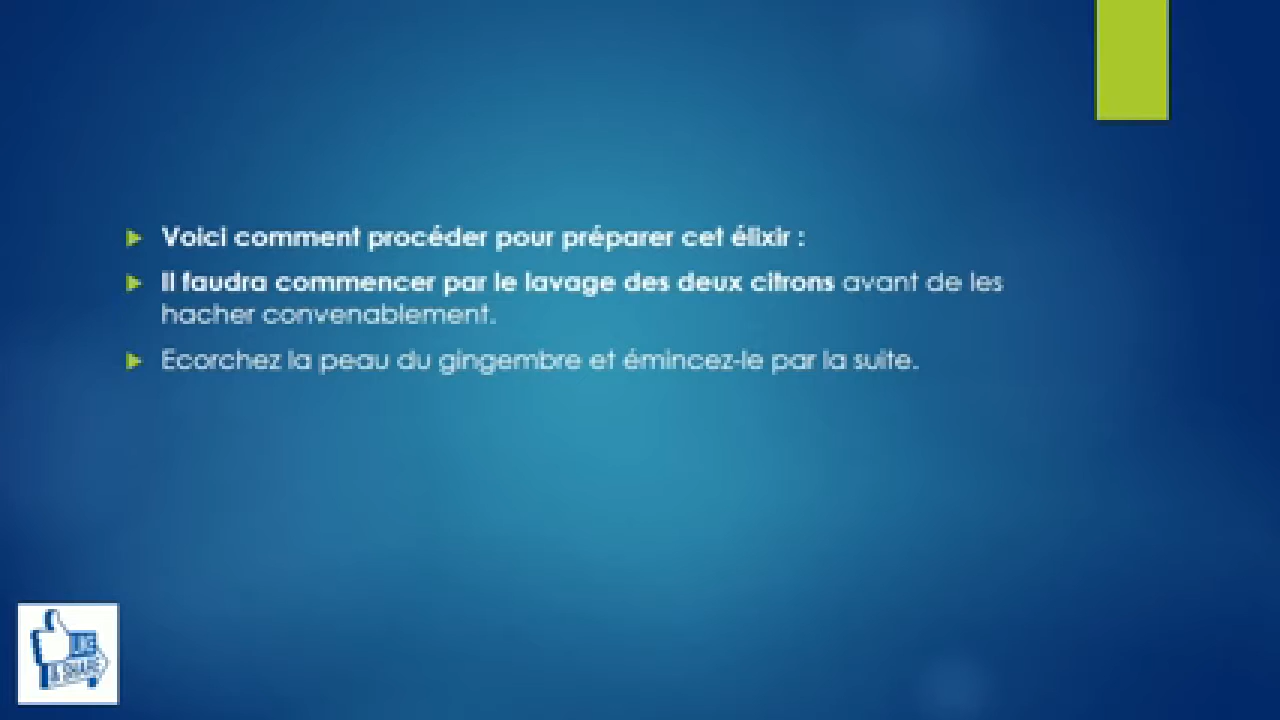 Voici comment procéder pour préparer cet élixir :
Il faudra commencer par le lavage des deux citrons avant de les
hacher convenablement.
Ecorchez la peau du gingembre et émincez-le par la suite.
& SHARE